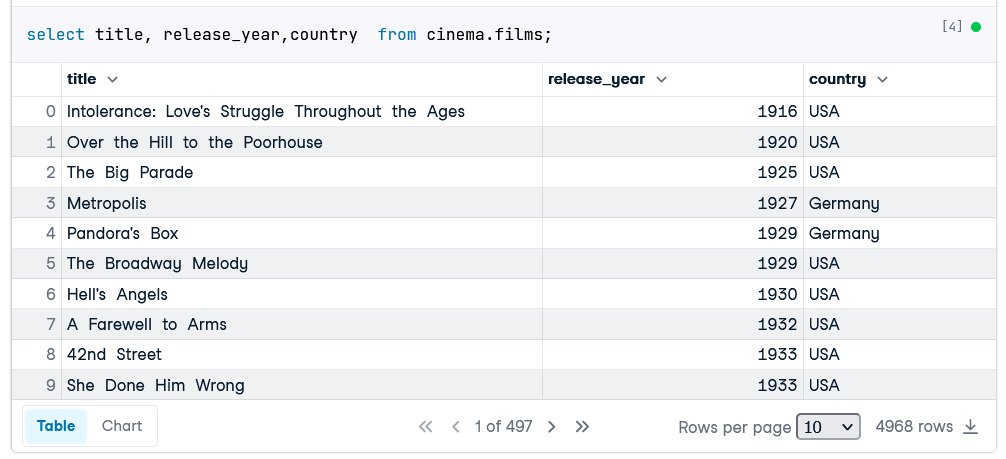 select title, release_year,country  from cinema.films;
[4]
title release_year country
0 Intolerance: Love's Struggle Throughout the Ages 1916 USA
1 Over the Hill to the Poorhouse 1920 USA
2 The Big Parade 1925 USA
3 Metropolis 1927 Germany
4 Pandora's Box 1929 Germany
5 The Broadway Melody 1929 USA
6 Hell's Angels 1930 USA
7 A Farewell to Arms 1932 USA
8 42nd Street 1933 USA
9 She Done Him Wrong 1933 USA
Table Chart 1 of 497 Rows per page 10 4968 rows